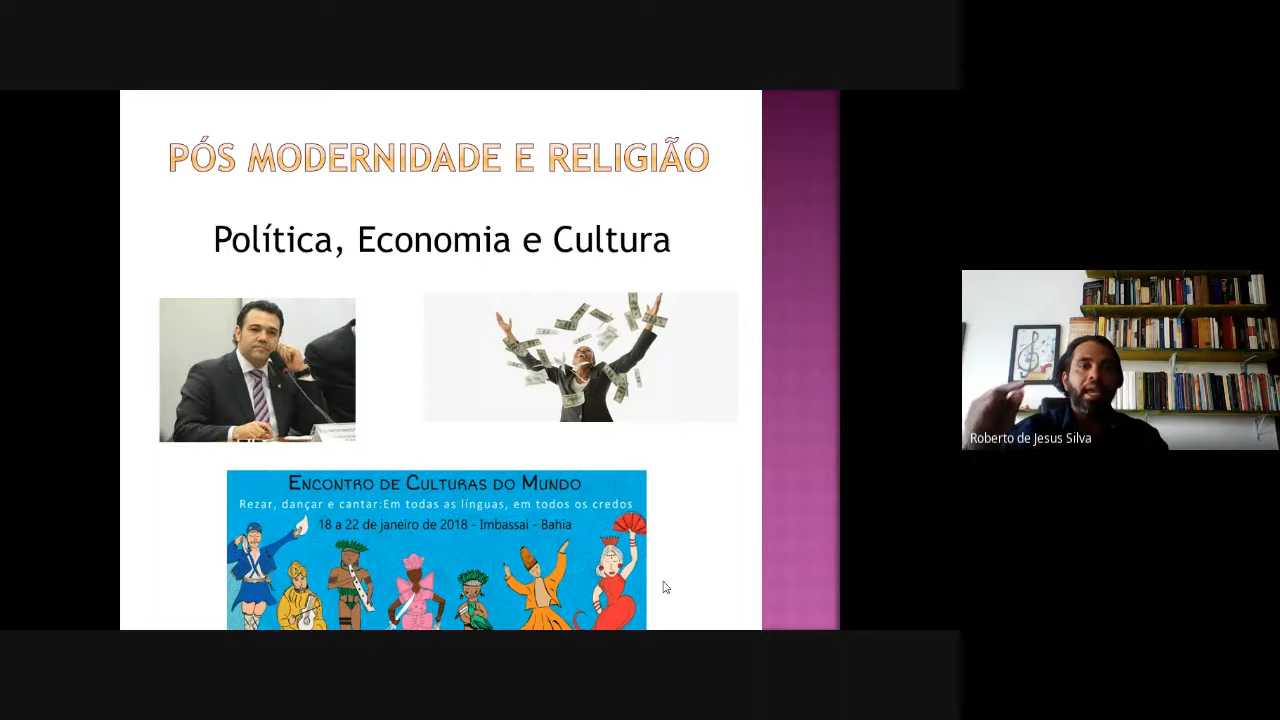 PÓS MODERNIDADE E RELIGIÃO
Política, Economia e Cultura
ENCONTRO DE CULTURAS DO MUNDO
Rezar, dançar e cantar:Em todas as línguas, em todos os credos
18 a 22 de janeiro de 2018 - Imbassaí - Bahia
Roberto de Jesus Silva